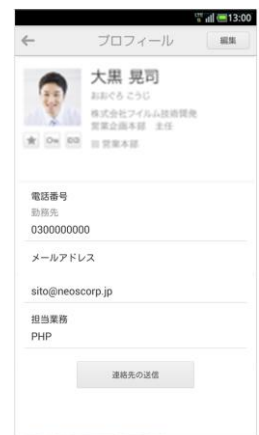 13:00
プロフィール
編集
大黒 晃司
おおぐろ こうじ
株式会社フイルム技術開発
営業企画本部 主任
営業本部
電話番号
勤務先
0300000000
メールアドレス
sito@neoscorp.jp
担当業務
PHP
連絡先の送信